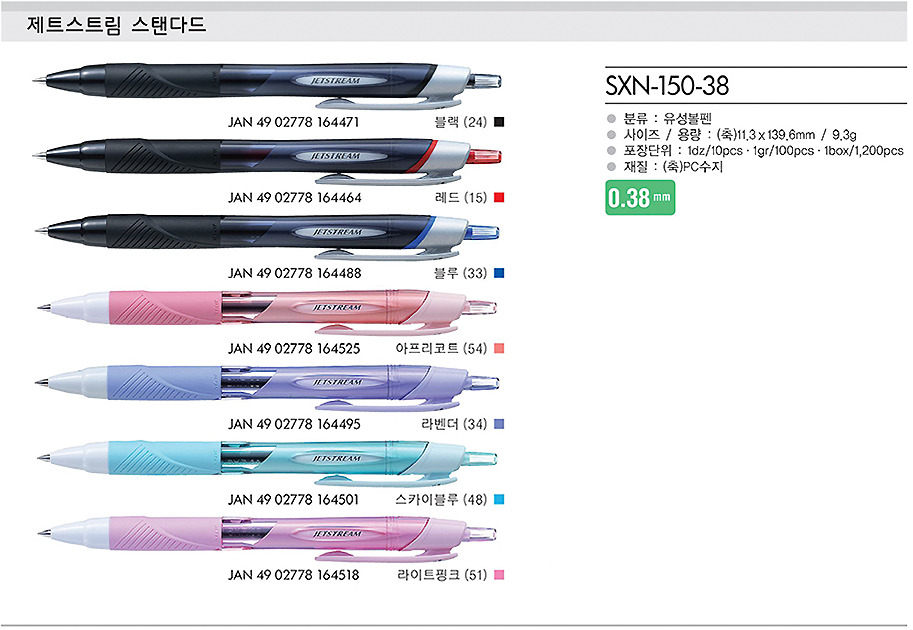 제트스트림 스탠다드
JETSTREAM
JAN 49 02778 164471 블랙 (24)
JETSTREAM
JAN 49 02778 164464 레드 (15)
JETSTREAM
JAN 49 02778 164488 블루 (33)
JETSTREAM
JAN 49 02778 164525 아프리코트 (54)
JETSTREAM
JAN 49 02778 164495 라벤더 (34)
JETSTREAM
JAN 49 02778 164501 스카이블루 (48)
JETSTREAM
JAN 49 02778 164518 라이트핑크 (51)
SXN-150-38
분류 : 유성볼펜
사이즈 / 용량 : (축)11,3 x 139,6mm / 9,3g
포장단위 : 1dz/10pcs · 1gr/100pcs · 1box/1,200pcs
재질 : (축)PC수지
0.38 mm